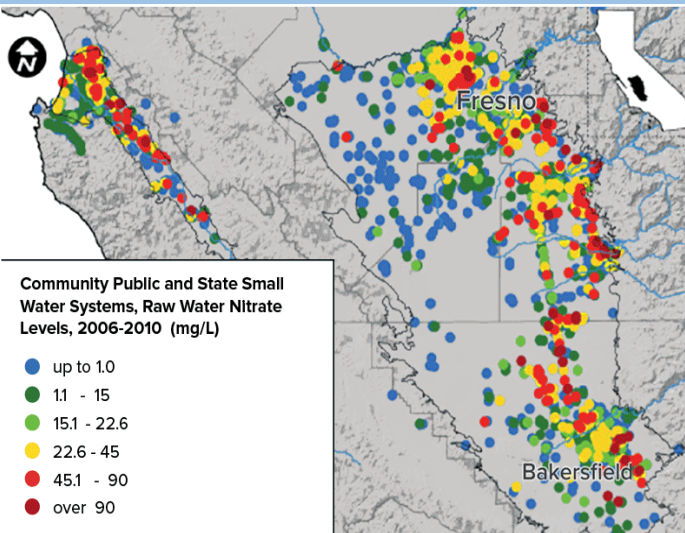 N
Fresno
Community Public and State Small
Water Systems, Raw Water Nitrate
Levels, 2006-2010 (mg/L)
up to 1.0
1.1 - 15
15.1 - 22.6
22.6 - 45
45.1 - 90
over 90
Bakersfield